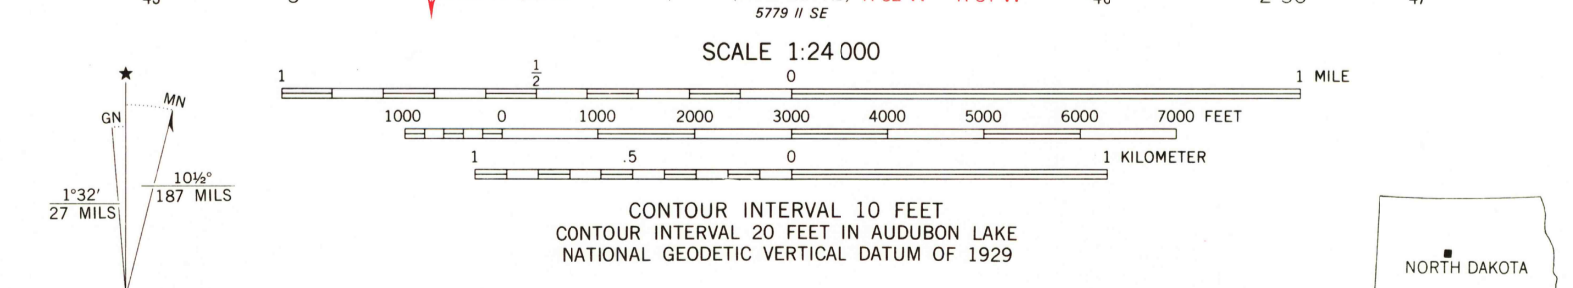 5779 II SE
SCALE 1:24 000
1 1/2 0 1 MILE
1000 0 1000 2000 3000 4000 5000 6000 7000 FEET
1 .5 0 1 KILOMETER
CONTOUR INTERVAL 10 FEET
CONTOUR INTERVAL 20 FEET IN AUDUBON LAKE
NATIONAL GEODETIC VERTICAL DATUM OF 1929
★
MN
GN
1°32′
27 MILS
10½°
187 MILS
NORTH DAKOTA